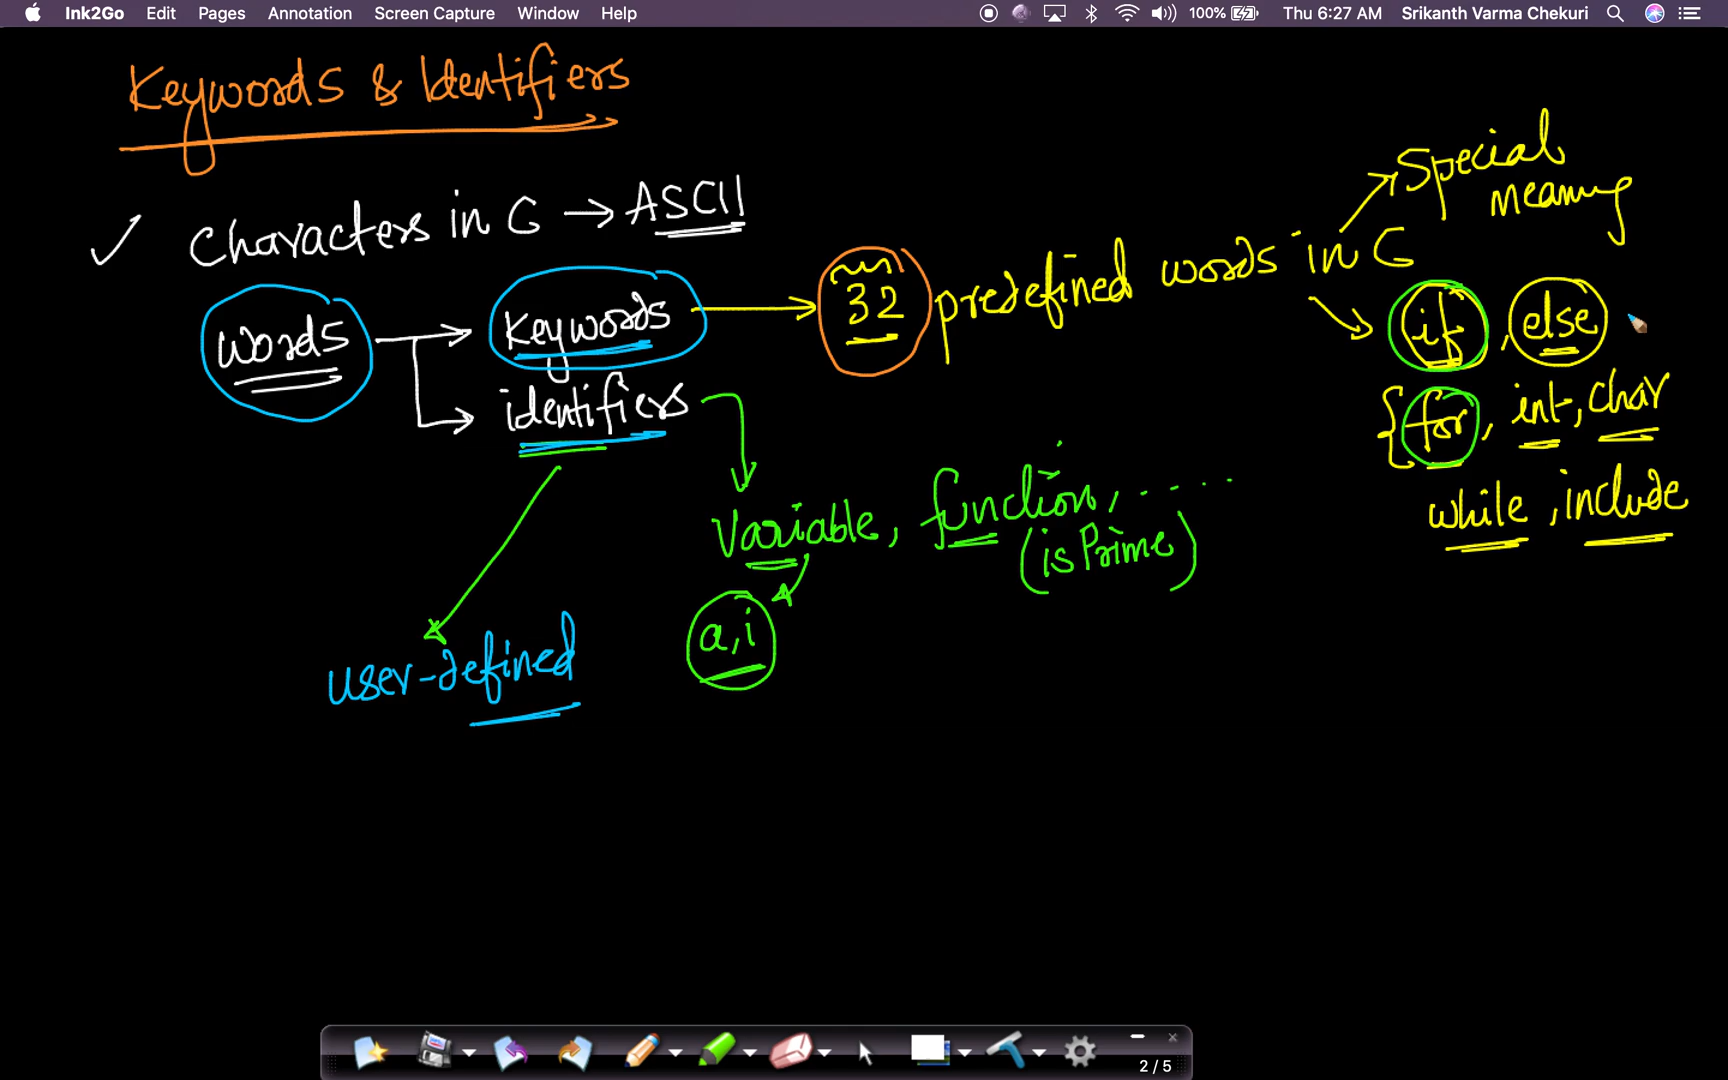 Ink2Go Edit Pages Annotation Screen Capture Window Help 100% Thu 6:27 AM Srikanth Varma Chekuri
Keywords & Identifiers
Characters in C → ASCII
words → keywords → 32 predefined words in C
Special
meaning
if, else
{for, int, char
while, include
identifiers
Variable, function, .....
(isPrime)
a, i
user-defined
2 / 5